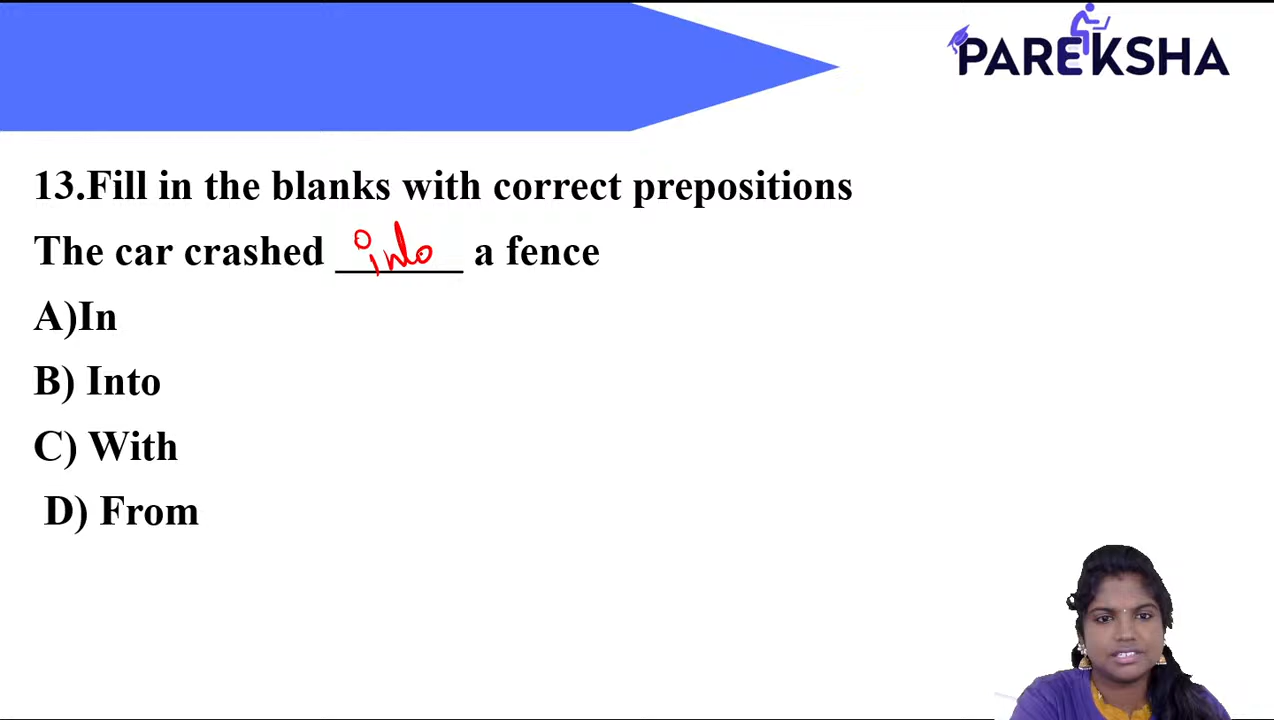 PAREKSHA
13.Fill in the blanks with correct prepositions
The car crashed into a fence
A)In
B) Into
C) With
D) From